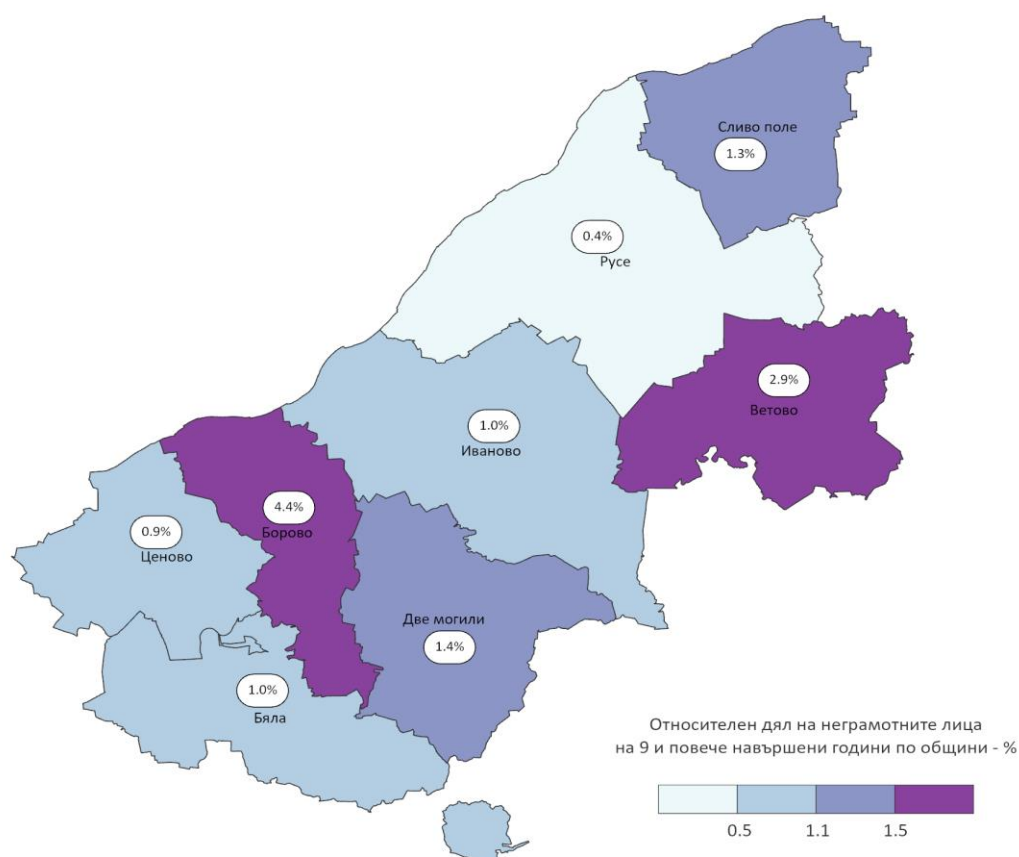 Сливо поле
1.3%
0.4%
Русе
2.9%
Ветово
1.0%
Иваново
4.4%
Борово
0.9%
Ценово
Две могили
1.4%
1.0%
Бяла
Относителен дял на неграмотните лица
на 9 и повече навършени години по общини - %
0.5 1.1 1.5